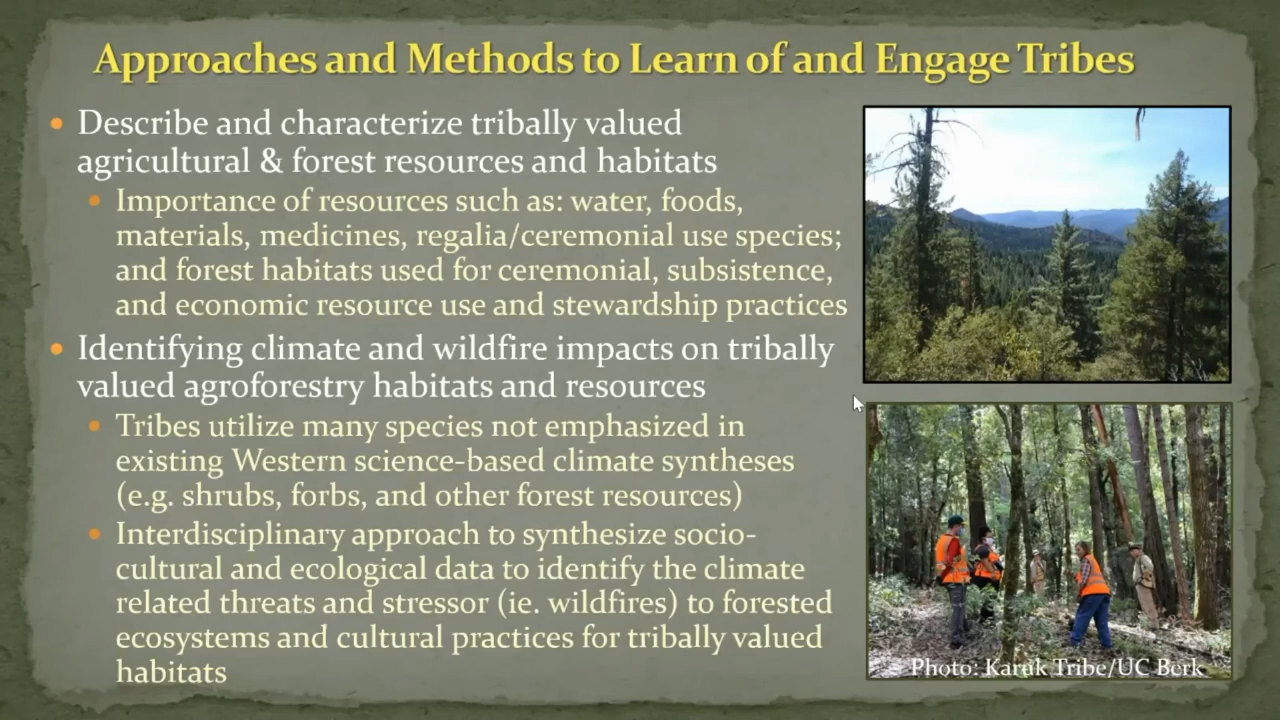 Approaches and Methods to Learn of and Engage Tribes
• Describe and characterize tribally valued
agricultural & forest resources and habitats
• Importance of resources such as: water, foods,
materials, medicines, regalia/ceremonial use species;
and forest habitats used for ceremonial, subsistence,
and economic resource use and stewardship practices
• Identifying climate and wildfire impacts on tribally
valued agroforestry habitats and resources
• Tribes utilize many species not emphasized in
existing Western science-based climate syntheses
(e.g. shrubs, forbs, and other forest resources)
• Interdisciplinary approach to synthesize socio-
cultural and ecological data to identify the climate
related threats and stressor (ie. wildfires) to forested
ecosystems and cultural practices for tribally valued
habitats
Photo: Karuk Tribe/UC Berk